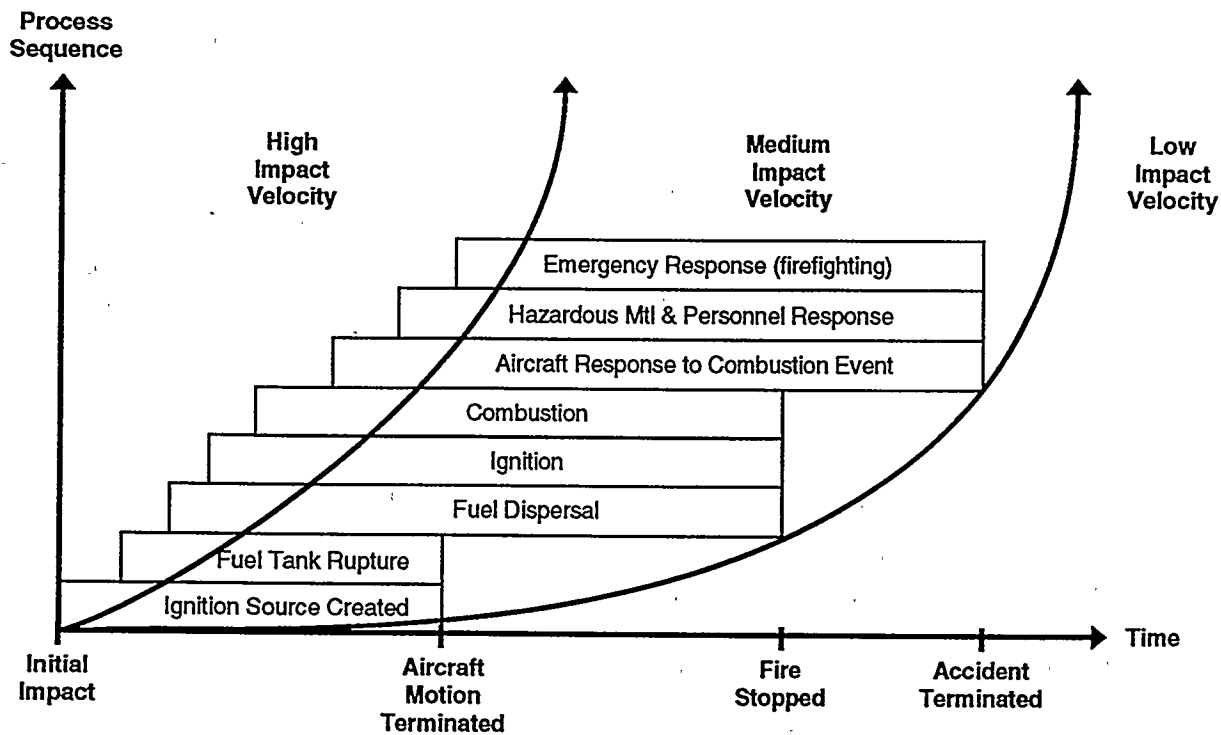 Process
Sequence
High
Impact
Velocity
Medium
Impact
Velocity
Low
Impact
Velocity
Emergency Response (firefighting)
Hazardous Mtl & Personnel Response
Aircraft Response to Combustion Event
Combustion
Ignition
Fuel Dispersal
Fuel Tank Rupture
Ignition Source Created
Time
Initial
Impact
Aircraft
Motion
Terminated
Fire
Stopped
Accident
Terminated